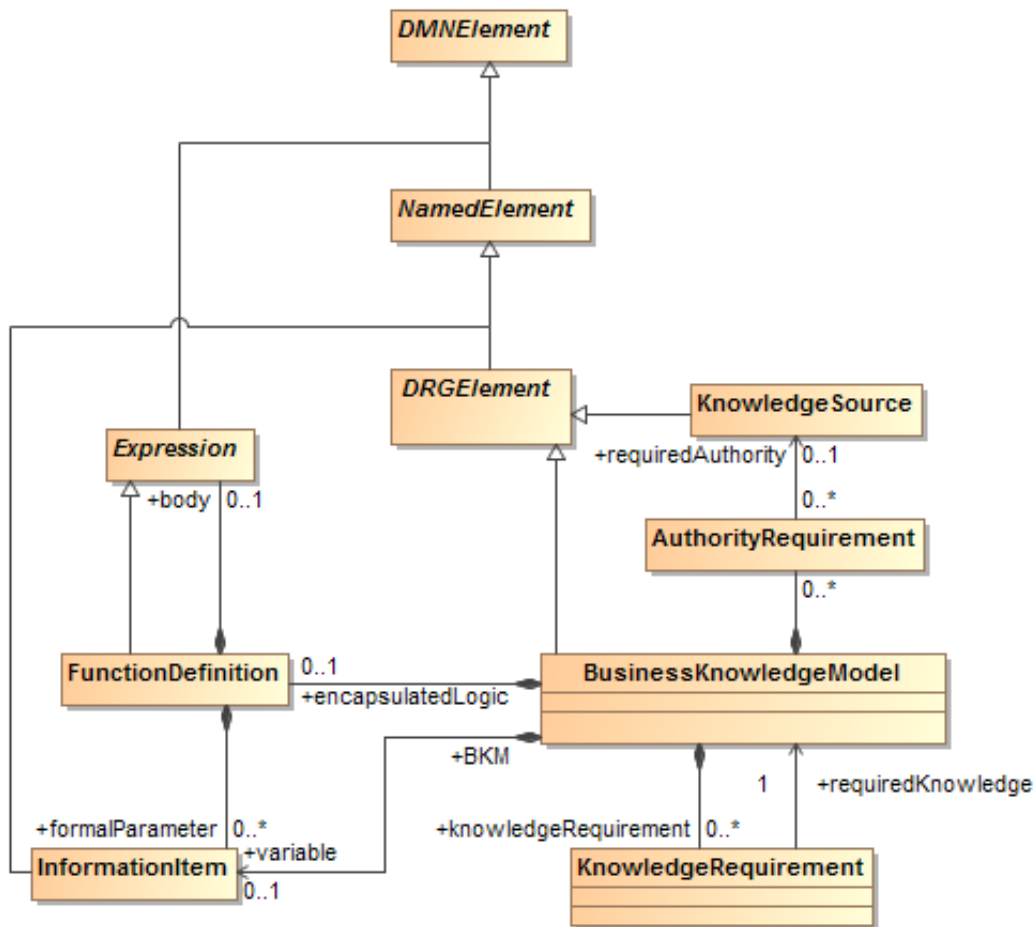 DMNElement
NamedElement
DRGElement
KnowledgeSource
Expression
+requiredAuthority 0..1
+body 0..1
0..*
AuthorityRequirement
0..*
FunctionDefinition
0..1
BusinessKnowledgeModel
+encapsulatedLogic
+BKM
1 +requiredKnowledge
+formalParameter 0..*
+knowledgeRequirement 0..*
+variable
InformationItem
KnowledgeRequirement
0..1